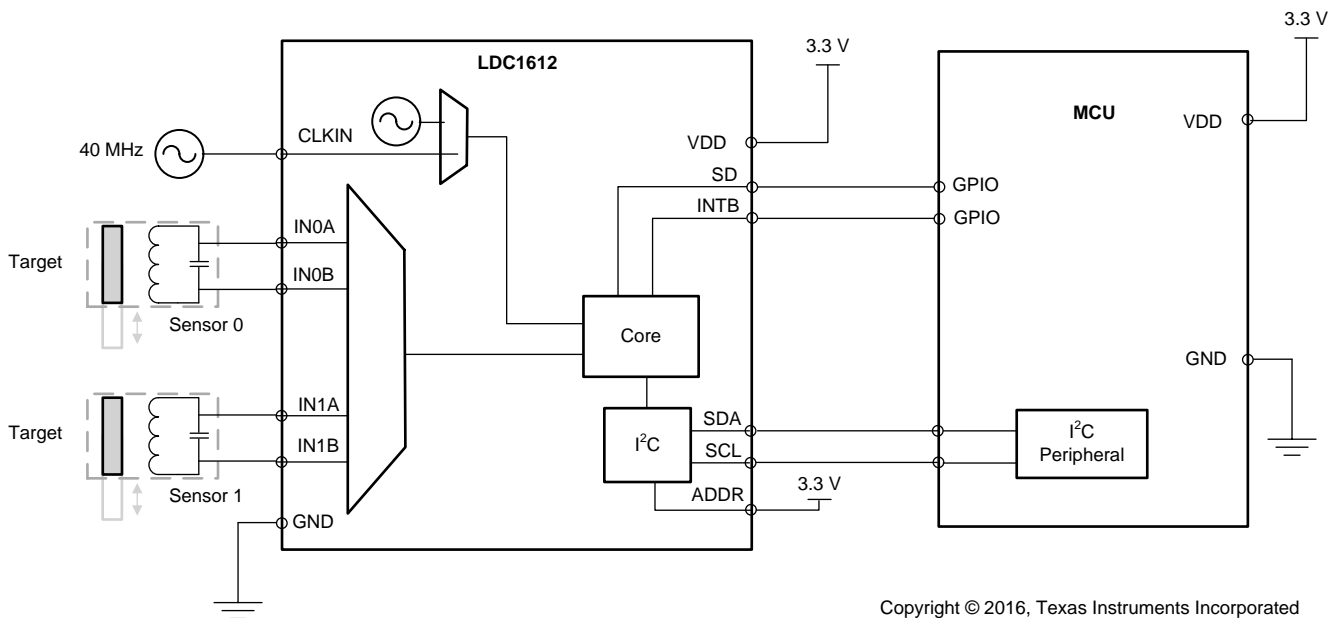 LDC1612
3.3 V
3.3 V
MCU
40 MHz
CLKIN
VDD
VDD
SD
GPIO
INTB
GPIO
IN0A
Target
IN0B
Sensor 0
Core
GND
IN1A
Target
IN1B
Sensor 1
I²C
SDA
SCL
ADDR
3.3 V
I²C
Peripheral
GND
Copyright © 2016, Texas Instruments Incorporated